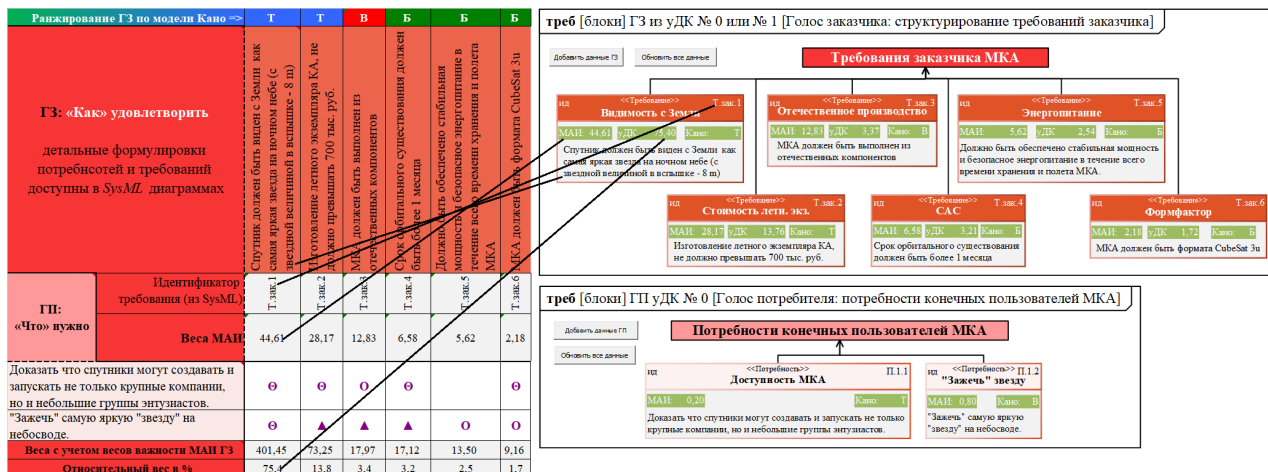 Ранжирование ГЗ по модели Кано => Т Т В Б Б Б
ГЗ: «Как» удовлетворить
детальные формулировки
потребнсотей и требований
доступны в SysML диаграммах
Спутник должен быть виден с Земли как
самая яркая звезда на ночном небе (с
звездной величиной в вспышке - 8 m)
Изготовление летного экземпляра КА, не
должно превышать 700 тыс. руб.
МКА должен быть выполнен из
отечественных компонентов
Срок орбитального существования должен
быть более 1 месяца
Должно быть обеспечено стабильная
мощность и безопасное энергопитание в
течение всего времени хранения и полета
МКА
МКА должен быть формата CubeSat 3u
ГП:
«Что» нужно
Идентификатор
требования (из SysML)
Т.зак.1 Т.зак.2 Т.зак.3 Т.зак.4 Т.зак.5 Т.зак.6
Веса МАИ 44,61 28,17 12,83 6,58 5,62 2,18
Доказать что спутники могут создавать и
запускать не только крупные компании,
но и небольшие группы энтузиастов.
Θ Θ O Θ Θ
"Зажечь" самую яркую "звезду" на
небосводе.
Θ ▲ ▲ ▲ O O
Веса с учетом весов важности МАИ ГЗ 401,45 73,25 17,97 17,12 13,50 9,16
Относительный вес в % 75,4 13,8 3,4 3,2 2,5 1,7
треб [блоки] ГЗ из уДК № 0 или № 1 [Голос заказчика: структурирование требований заказчика]
Добавить данные ГЗ
Обновить все данные
Требования заказчика МКА
ид <<Требование>> Т.зак.1
Видимость с Земли
МАИ: 44,61 уДК 75,40 Кано: Т
Спутник должен быть виден с Земли как
самая яркая звезда на ночном небе (с
звездной величиной в вспышке - 8 m)
ид <<Требование>> Т.зак.3
Отечественное производство
МАИ: 12,83 уДК 3,37 Кано: В
МКА должен быть выполнен из
отечественных компонентов
ид <<Требование>> Т.зак.5
Энергопитание
МАИ: 5,62 уДК 2,54 Кано: Б
Должно быть обеспечено стабильная мощность
и безопасное энергопитание в течение всего
времени хранения и полета МКА.
ид <<Требование>> Т.зак.2
Стоимость летн. экз.
МАИ: 28,17 уДК 13,76 Кано: Т
Изготовление летного экземпляра КА,
не должно превышать 700 тыс. руб.
ид <<Требование>> Т.зак.4
САС
МАИ: 6,58 уДК 3,21 Кано: Б
Срок орбитального существования
должен быть более 1 месяца
ид <<Требование>> Т.зак.6
Формфактор
МАИ: 2,18 уДК 1,72 Кано: Б
МКА должен быть формата CubeSat 3u
треб [блоки] ГП уДК № 0 [Голос потребителя: потребности конечных пользователей МКА]
Добавить данные ГП
Обновить все данные
Потребности конечных пользователей МКА
ид <<Потребность>> П.1.1
Доступность МКА
МАИ: 0,20 Кано: Т
Доказать что спутники могут создавать и запускать не только
крупные компании, но и небольшие группы энтузиастов.
ид <<Потребность>> П.1.2
"Зажечь" звезду
МАИ: 0,80 Кано: В
"Зажечь" самую яркую
"звезду" на небосводе.